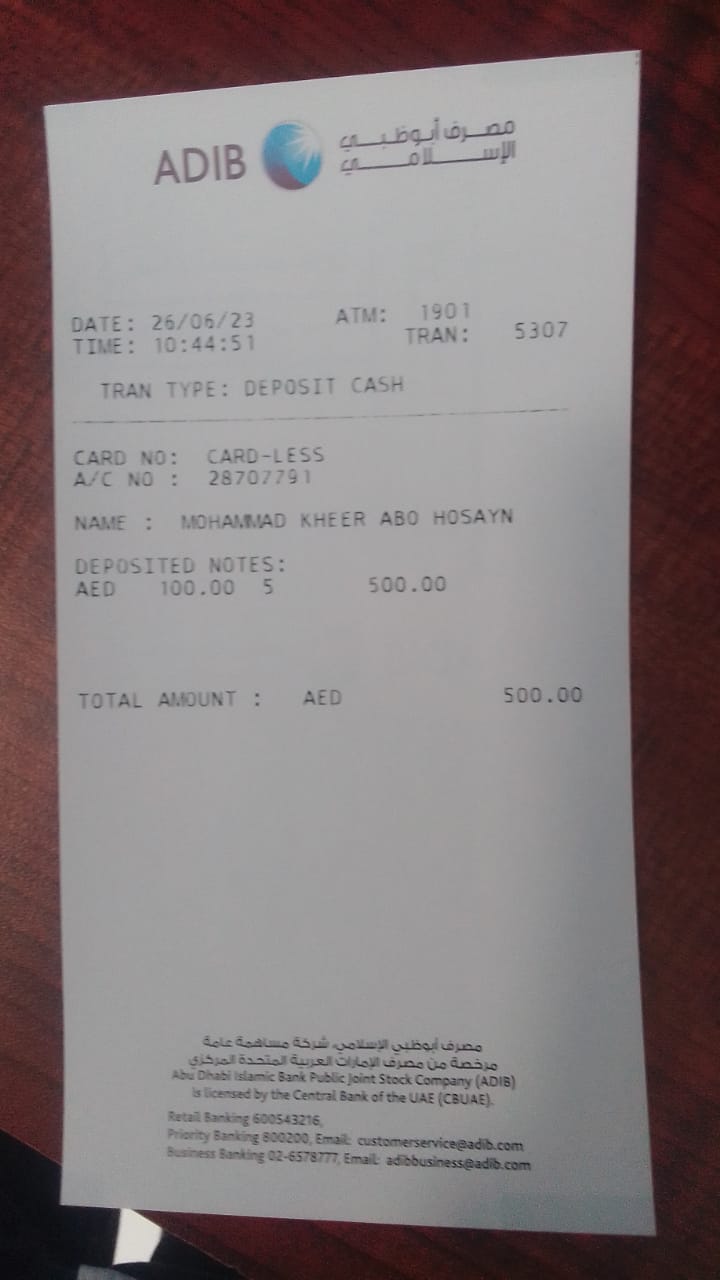 ADIB
مصرف أبوظبي
الإسلامي
DATE: 26/06/23 ATM: 1901
TIME: 10:44:51 TRAN: 5307
TRAN TYPE: DEPOSIT CASH
CARD NO: CARD-LESS
A/C NO : 28707791
NAME : MOHAMMAD KHEER ABO HOSAYN
DEPOSITED NOTES:
AED 100.00 5 500.00
TOTAL AMOUNT : AED 500.00
مصرف أبوظبي الإسلامي، شركة مساهمة عامة
مرخصة من مصرف الإمارات العربية المتحدة المركزي
Abu Dhabi Islamic Bank Public Joint Stock Company (ADIB)
is licensed by the Central Bank of the UAE (CBUAE).
Retail Banking 600543216,
Priority Banking 800200, Email: customerservice@adib.com
Business Banking 02-6578777, Email: adibbusiness@adib.com